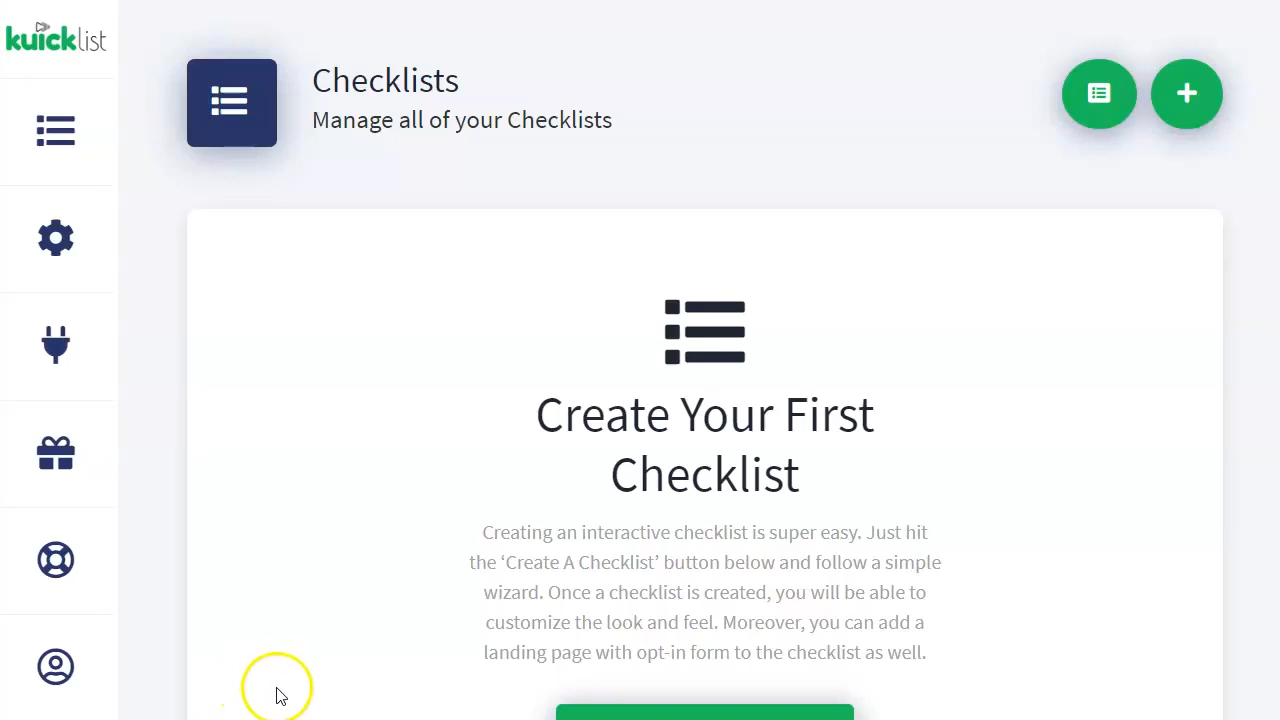 kuicklist
Checklists
Manage all of your Checklists
Create Your First
Checklist
Creating an interactive checklist is super easy. Just hit
the ‘Create A Checklist’ button below and follow a simple
wizard. Once a checklist is created, you will be able to
customize the look and feel. Moreover, you can add a
landing page with opt-in form to the checklist as well.